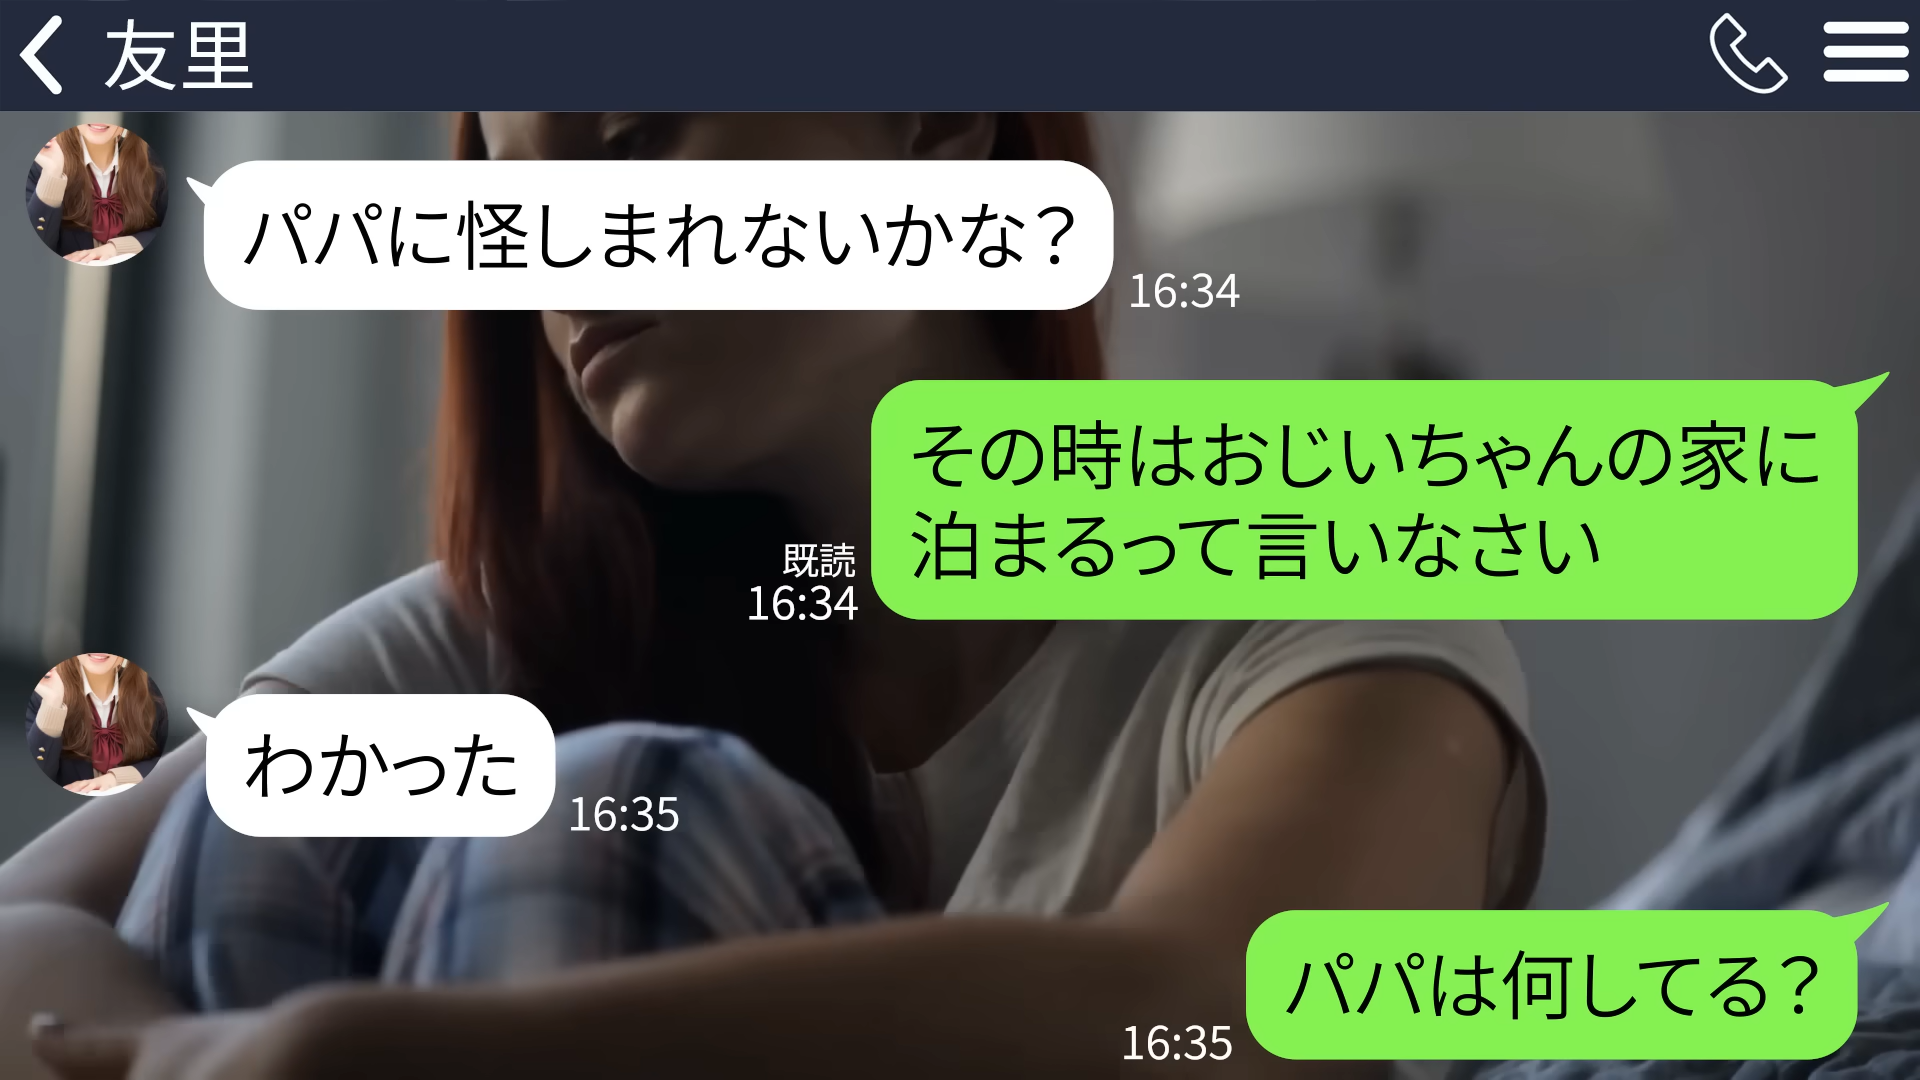 友里
パパに怪しまれないかな？
16:34
その時はおじいちゃんの家に
泊まるって言いなさい
既読
16:34
わかった
16:35
パパは何してる？
16:35